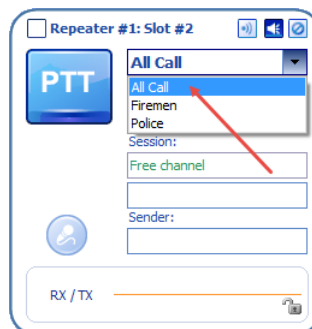 Repeater #1: Slot #2
PTT
All Call
All Call
Firemen
Police
Session:
Free channel
Sender:
RX / TX